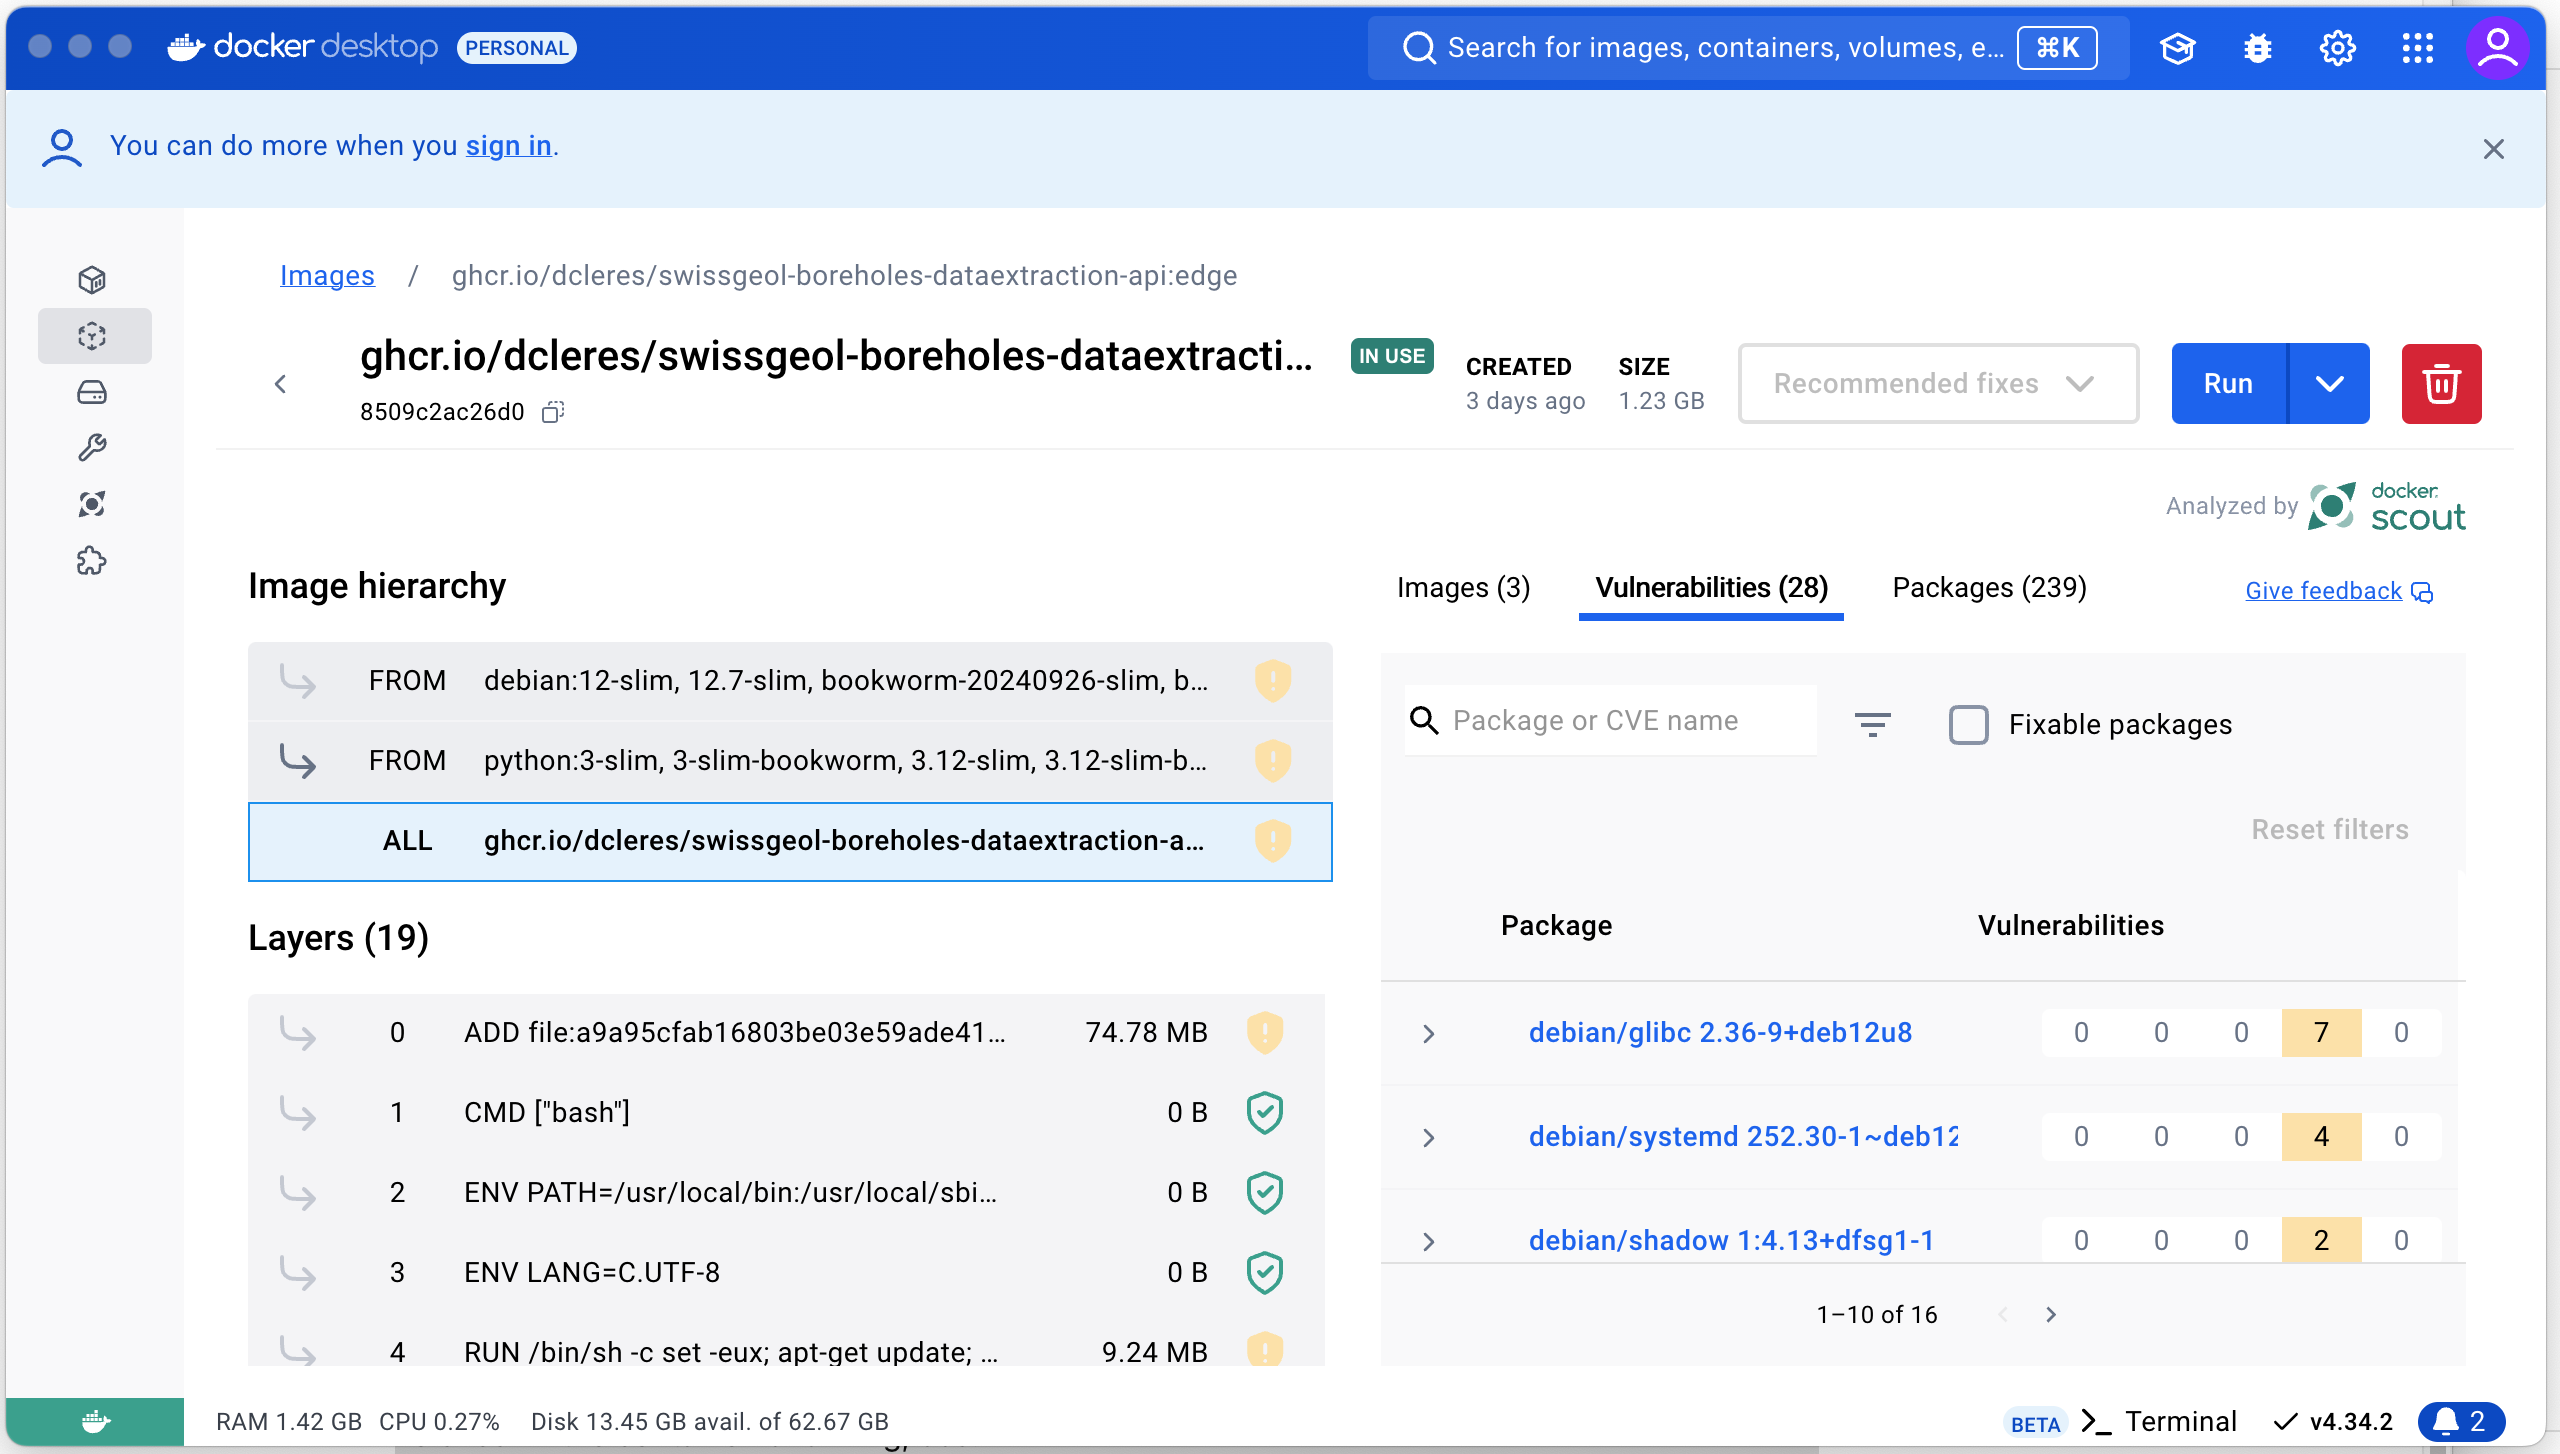 docker desktop PERSONAL
Search for images, containers, volumes, e... ⌘K
You can do more when you sign in.
Images / ghcr.io/dcleres/swissgeol-boreholes-dataextraction-api:edge
ghcr.io/dcleres/swissgeol-boreholes-dataextracti...
8509c2ac26d0
IN USE
CREATED
3 days ago
SIZE
1.23 GB
Recommended fixes
Run
Analyzed by docker scout
Image hierarchy
FROM debian:12-slim, 12.7-slim, bookworm-20240926-slim, b...
FROM python:3-slim, 3-slim-bookworm, 3.12-slim, 3.12-slim-b...
ALL ghcr.io/dcleres/swissgeol-boreholes-dataextraction-a...
Layers (19)
0 ADD file:a9a95cfab16803be03e59ade41... 74.78 MB
1 CMD ["bash"] 0 B
2 ENV PATH=/usr/local/bin:/usr/local/sbi... 0 B
3 ENV LANG=C.UTF-8 0 B
4 RUN /bin/sh -c set -eux; apt-get update; ... 9.24 MB
Images (3) Vulnerabilities (28) Packages (239) Give feedback
Package or CVE name
Fixable packages
Reset filters
Package Vulnerabilities
debian/glibc 2.36-9+deb12u8 0 0 0 7 0
debian/systemd 252.30-1~deb12 0 0 0 4 0
debian/shadow 1:4.13+dfsg1-1 0 0 0 2 0
1–10 of 16
RAM 1.42 GB CPU 0.27% Disk 13.45 GB avail. of 62.67 GB
BETA >_ Terminal v4.34.2 2